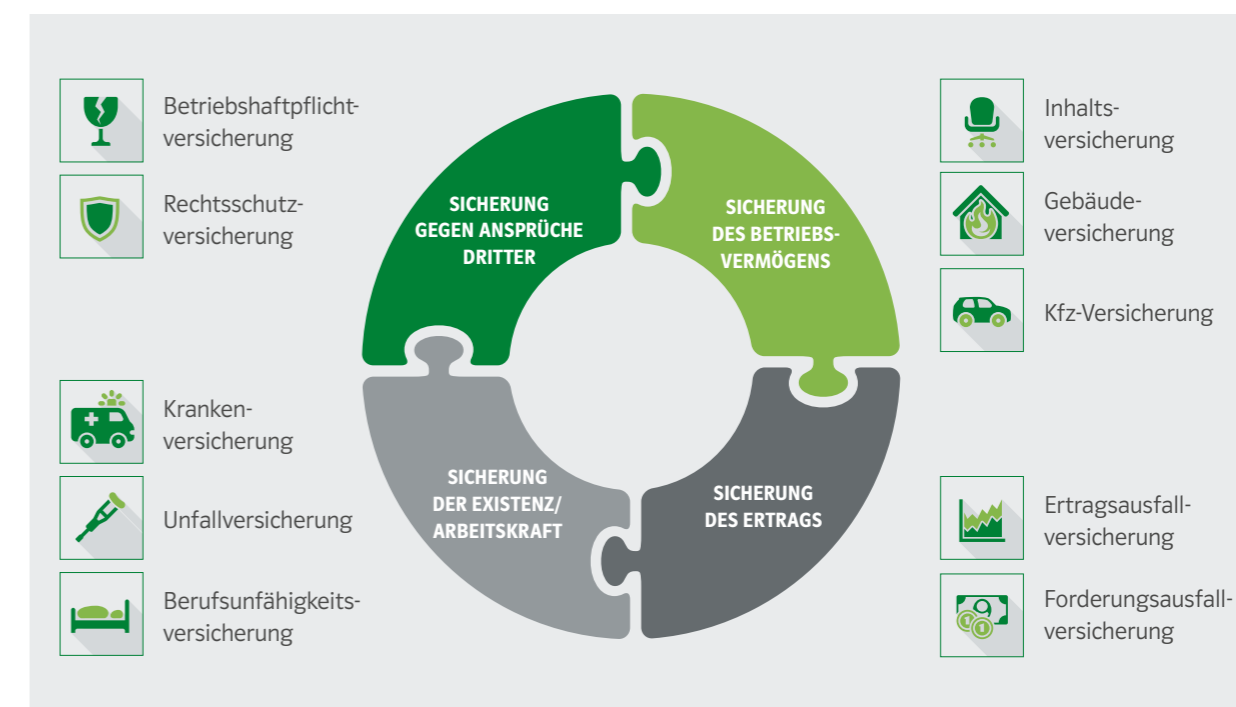 Betriebshaftpflicht-
versicherung
Rechtsschutz-
versicherung
SICHERUNG
GEGEN ANSPRÜCHE
DRITTER
SICHERUNG
DES BETRIEBS-
VERMÖGENS
Inhalts-
versicherung
Gebäude-
versicherung
Kfz-Versicherung
Kranken-
versicherung
Unfallversicherung
Berufsunfähigkeits-
versicherung
SICHERUNG
DER EXISTENZ/
ARBEITSKRAFT
SICHERUNG
DES ERTRAGS
Ertragsausfall-
versicherung
Forderungsausfall-
versicherung